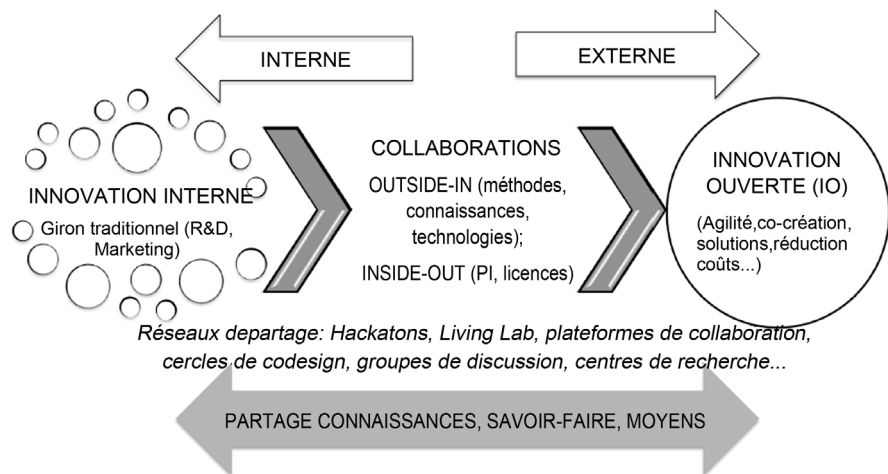 INTERNE
EXTERNE
INNOVATION INTERNE
Giron traditionnel (R&D,
Marketing)
COLLABORATIONS
OUTSIDE-IN (méthodes,
connaissances,
technologies);
INSIDE-OUT (PI, licences)
INNOVATION
OUVERTE (IO)
(Agilité,co-création,
solutions,réduction
coûts...)
Réseaux departage: Hackatons, Living Lab, plateformes de collaboration,
cercles de codesign, groupes de discussion, centres de recherche...
PARTAGE CONNAISSANCES, SAVOIR-FAIRE, MOYENS